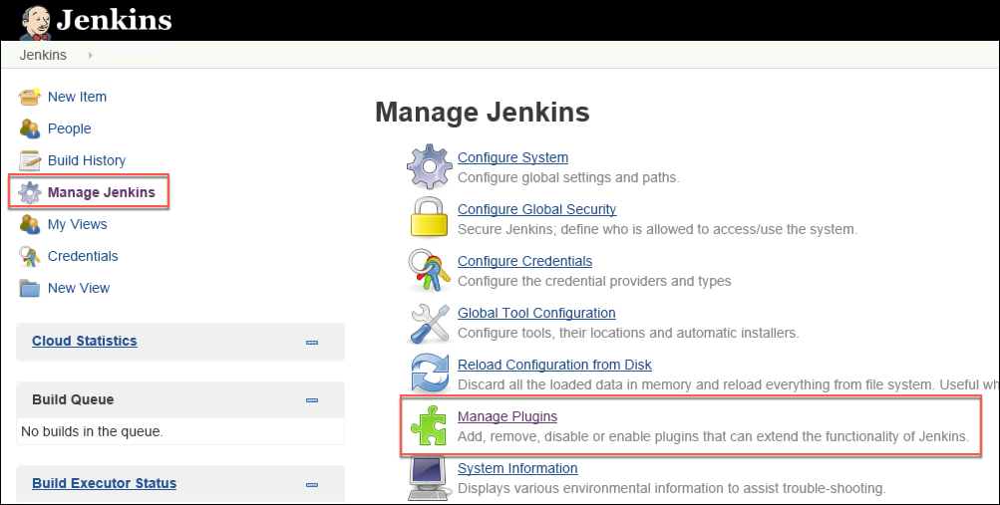 Jenkins
Jenkins
New Item
People
Build History
Manage Jenkins
My Views
Credentials
New View
Cloud Statistics
Build Queue
No builds in the queue.
Build Executor Status
Manage Jenkins
Configure System
Configure global settings and paths.
Configure Global Security
Secure Jenkins; define who is allowed to access/use the system.
Configure Credentials
Configure the credential providers and types
Global Tool Configuration
Configure tools, their locations and automatic installers.
Reload Configuration from Disk
Discard all the loaded data in memory and reload everything from file system. Useful wh
Manage Plugins
Add, remove, disable or enable plugins that can extend the functionality of Jenkins.
System Information
Displays various environmental information to assist trouble-shooting.